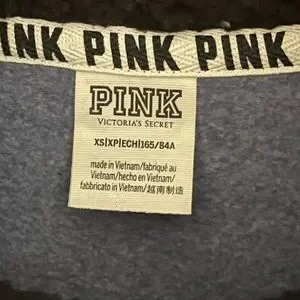 INK PINK PINK
PINK
VICTORIA'S SECRET
XS|XP|ECH|165/84A
made in Vietnam/fabriqué au
Vietnam/hecho en Vietnam/
fabbricato in Vietnam/越南制造